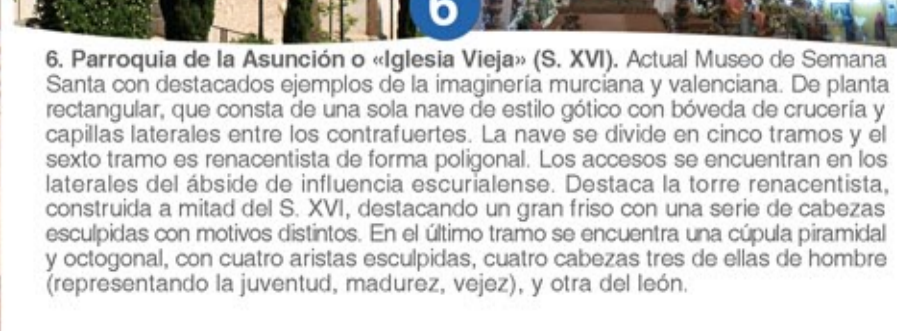 6
6. Parroquia de la Asunción o «Iglesia Vieja» (S. XVI). Actual Museo de Semana
Santa con destacados ejemplos de la imaginería murciana y valenciana. De planta
rectangular, que consta de una sola nave de estilo gótico con bóveda de crucería y
capillas laterales entre los contrafuertes. La nave se divide en cinco tramos y el
sexto tramo es renacentista de forma poligonal. Los accesos se encuentran en los
laterales del ábside de influencia escurialense. Destaca la torre renacentista,
construida a mitad del S. XVI, destacando un gran friso con una serie de cabezas
esculpidas con motivos distintos. En el último tramo se encuentra una cúpula piramidal
y octogonal, con cuatro aristas esculpidas, cuatro cabezas tres de ellas de hombre
(representando la juventud, madurez, vejez), y otra del león.